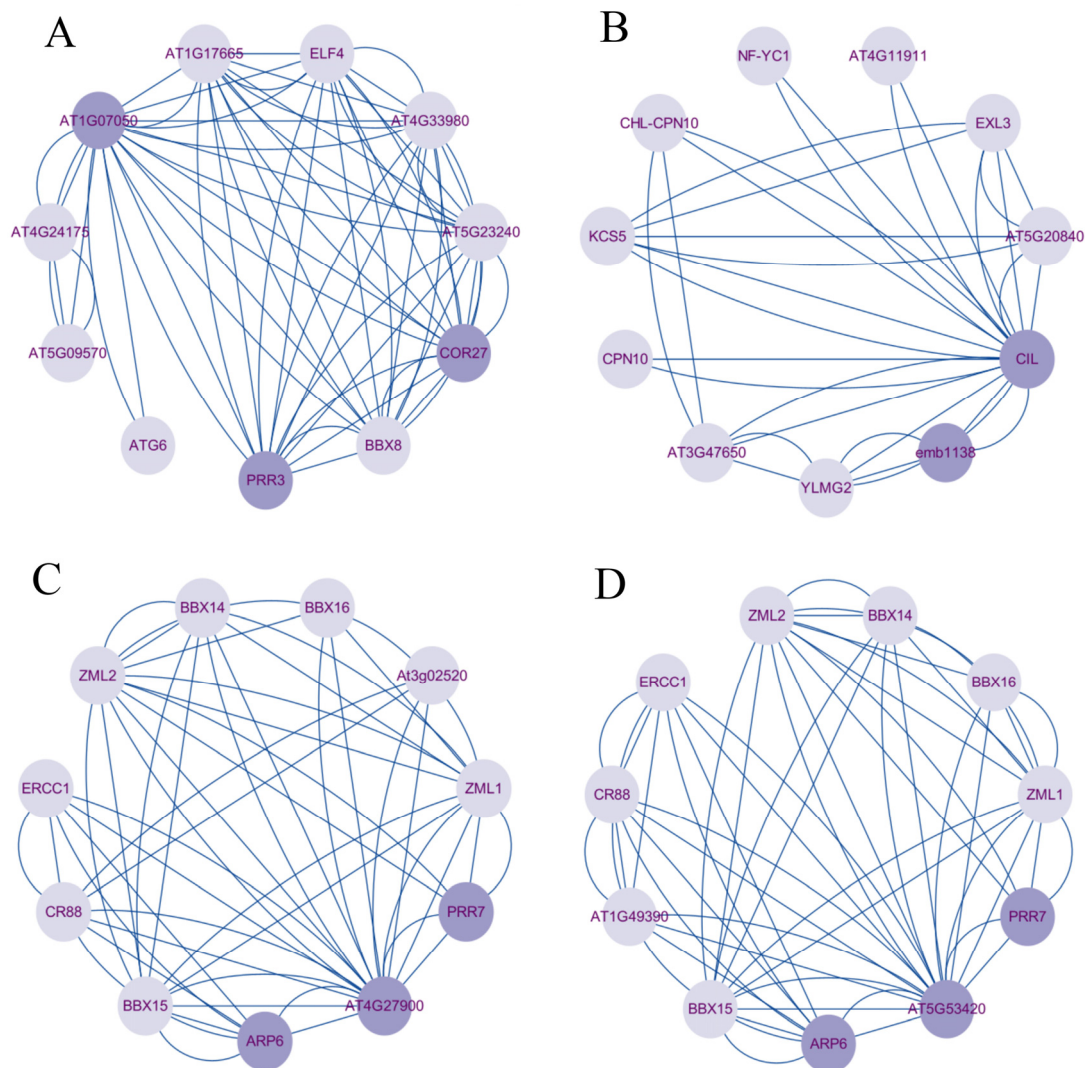 A
AT1G17665
ELF4
AT1G07050
AT4G33980
AT4G24175
AT5G23240
AT5G09570
COR27
ATG6
BBX8
PRR3
B
NF-YC1
AT4G11911
CHL-CPN10
EXL3
KCS5
AT5G20840
CPN10
CIL
AT3G47650
emb1138
YLMG2
C
BBX14
BBX16
ZML2
At3g02520
ERCC1
ZML1
CR88
PRR7
BBX15
AT4G27900
ARP6
D
ZML2
BBX14
ERCC1
BBX16
CR88
ZML1
AT1G49390
PRR7
BBX15
AT5G53420
ARP6